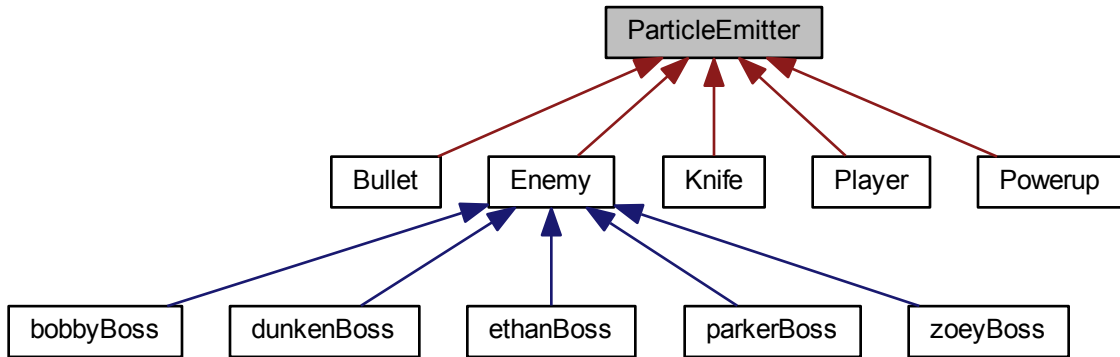 ParticleEmitter
Bullet
Enemy
Knife
Player
Powerup
bobbyBoss
dunkenBoss
ethanBoss
parkerBoss
zoeyBoss